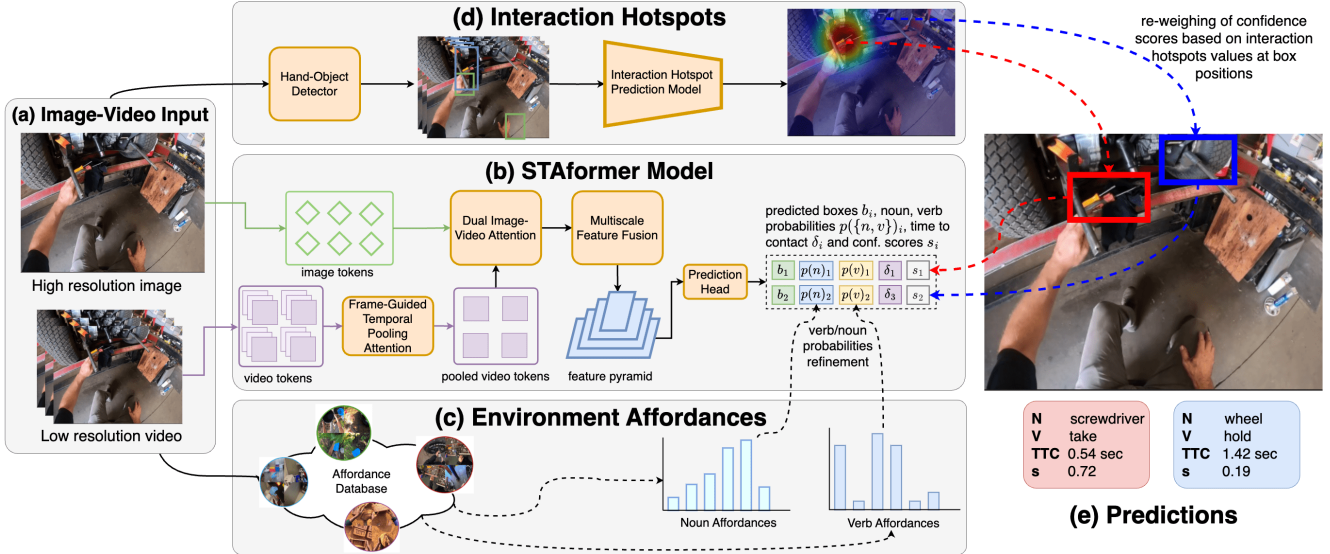 (a) Image-Video Input
High resolution image
Low resolution video
(d) Interaction Hotspots
Hand-Object
Detector
Interaction Hotspot
Prediction Model
re-weighing of confidence
scores based on interaction
hotspots values at box
positions
(b) STAformer Model
image tokens
video tokens
Frame-Guided
Temporal
Pooling
Attention
Dual Image-
Video Attention
pooled video tokens
Multiscale
Feature Fusion
feature pyramid
Prediction
Head
predicted boxes b_i, noun, verb
probabilities p({n, v})_i, time to
contact δ_i and conf. scores s_i
b_1 p(n)_1 p(v)_1 δ_1 s_1
b_2 p(n)_2 p(v)_2 δ_3 s_2
verb/noun
probabilities
refinement
(c) Environment Affordances
Affordance
Database
Noun Affordances
Verb Affordances
N screwdriver
V take
TTC 0.54 sec
s 0.72
N wheel
V hold
TTC 1.42 sec
s 0.19
(e) Predictions